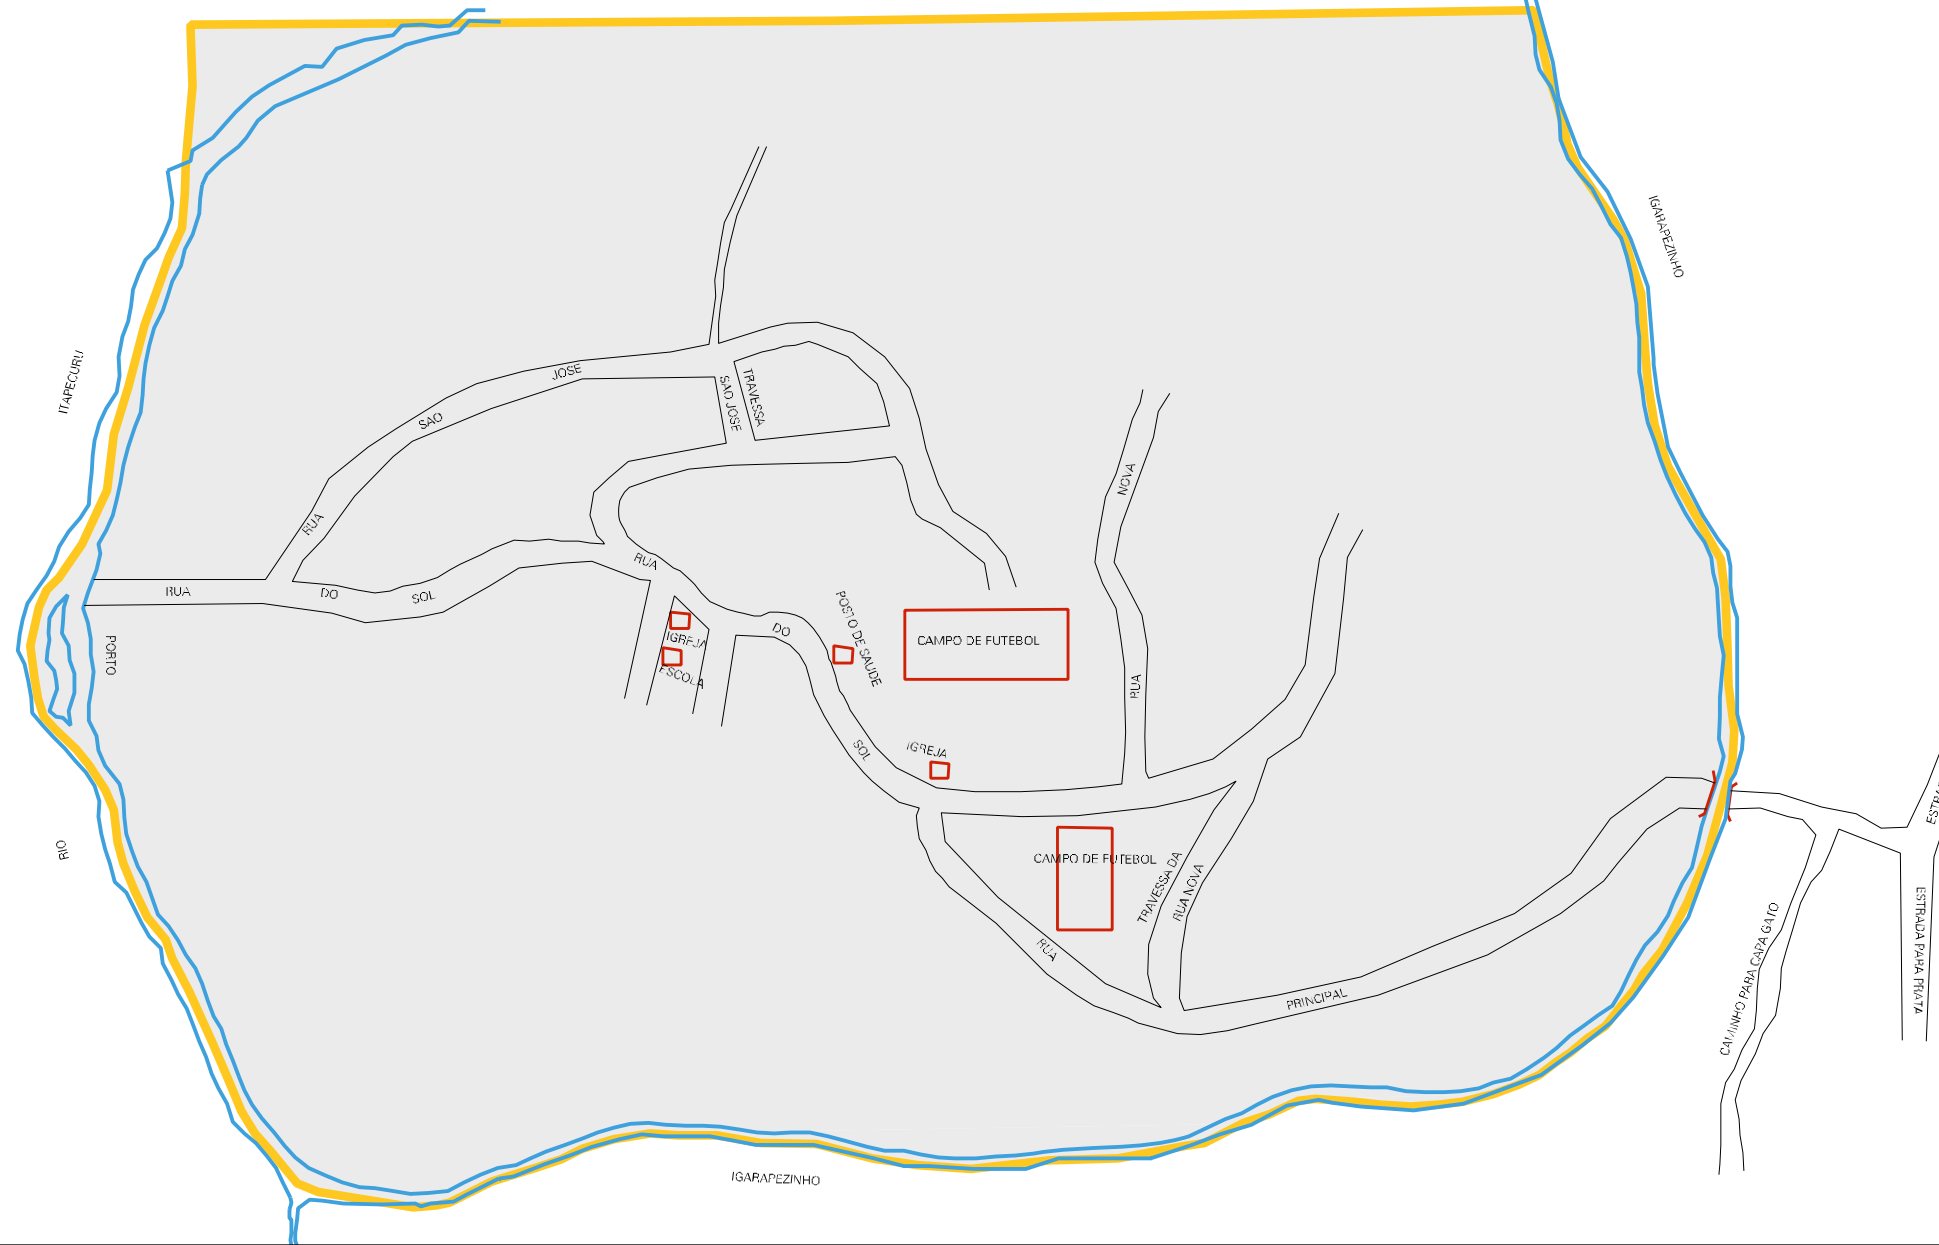 IGARAPEZINHO
ITAPECURU
RUA SAO JOSE
TRAVESSA
SAO JOSE
RUA NOVA
RUA DO SOL
RUA DO SOL
PORTO
IGREJA
ESCOLA
POSTO DE SAUDE
CAMPO DE FUTEBOL
IGREJA
CAMPO DE FUTEBOL
TRAVESSA DA
RUA NOVA
RIO
RUA PRINCIPAL
CAMINHO PARA CAPA GATO
ESTRADA PARA PRATA
IGARAPEZINHO